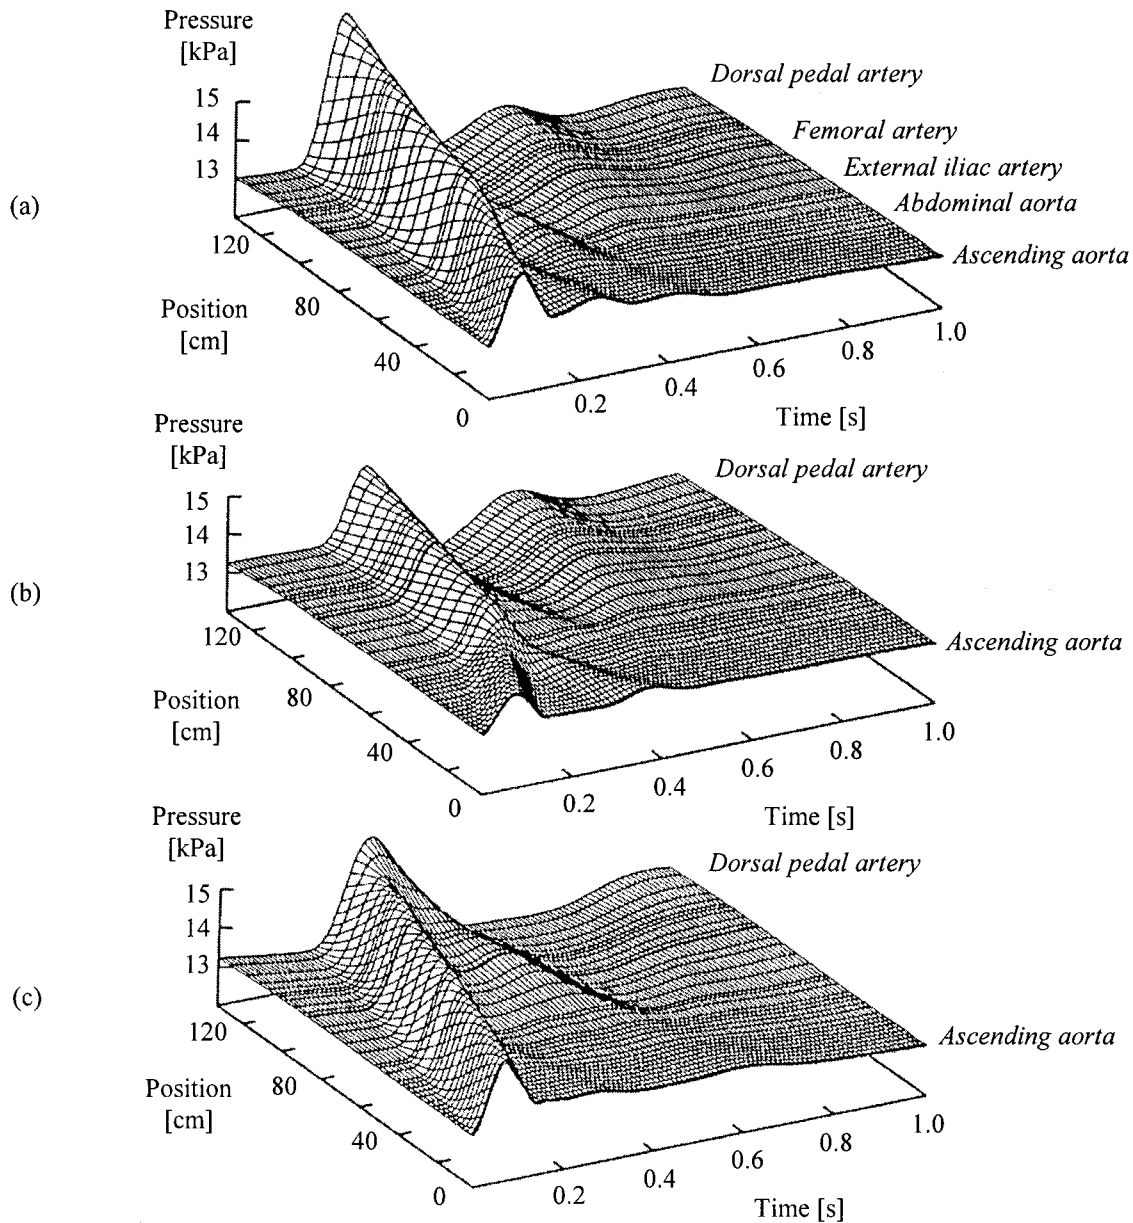 Pressure
[kPa]
15
14
13
(a)
120
80
40
0
Position
[cm]
0.2
0.4
0.6
0.8
1.0
Time [s]
Dorsal pedal artery
Femoral artery
External iliac artery
Abdominal aorta
Ascending aorta
Pressure
[kPa]
15
14
13
(b)
120
80
40
0
Position
[cm]
0.2
0.4
0.6
0.8
1.0
Time [s]
Dorsal pedal artery
Ascending aorta
Pressure
[kPa]
15
14
13
(c)
120
80
40
0
Position
[cm]
0.2
0.4
0.6
0.8
1.0
Time [s]
Dorsal pedal artery
Ascending aorta